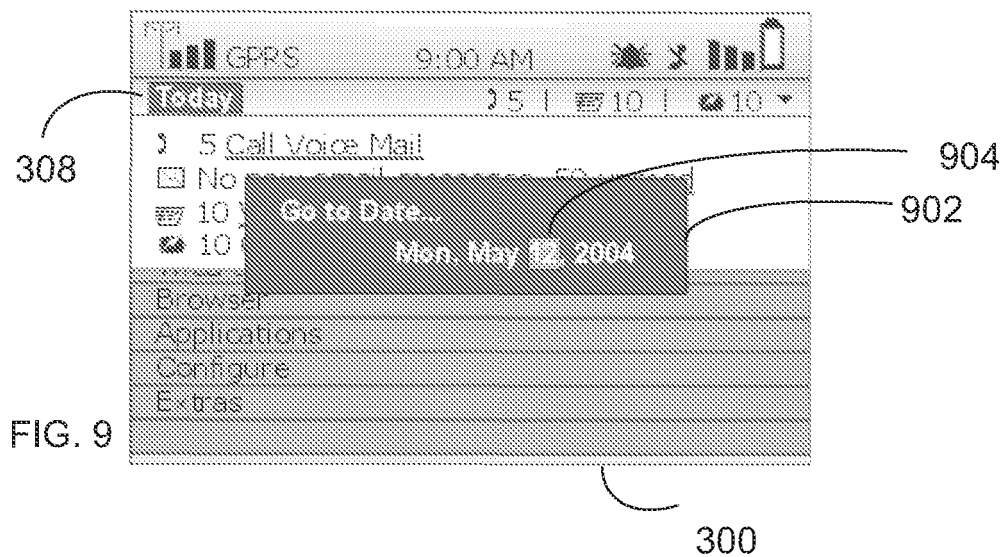 GPRS 9:00 AM
Today 5 | 10 | 10
308
5 Call Voice Mail
904
No
902
10
Go to Date...
10
Mon. May 12, 2004
Browser
Applications
Configure
Extras
FIG. 9
300